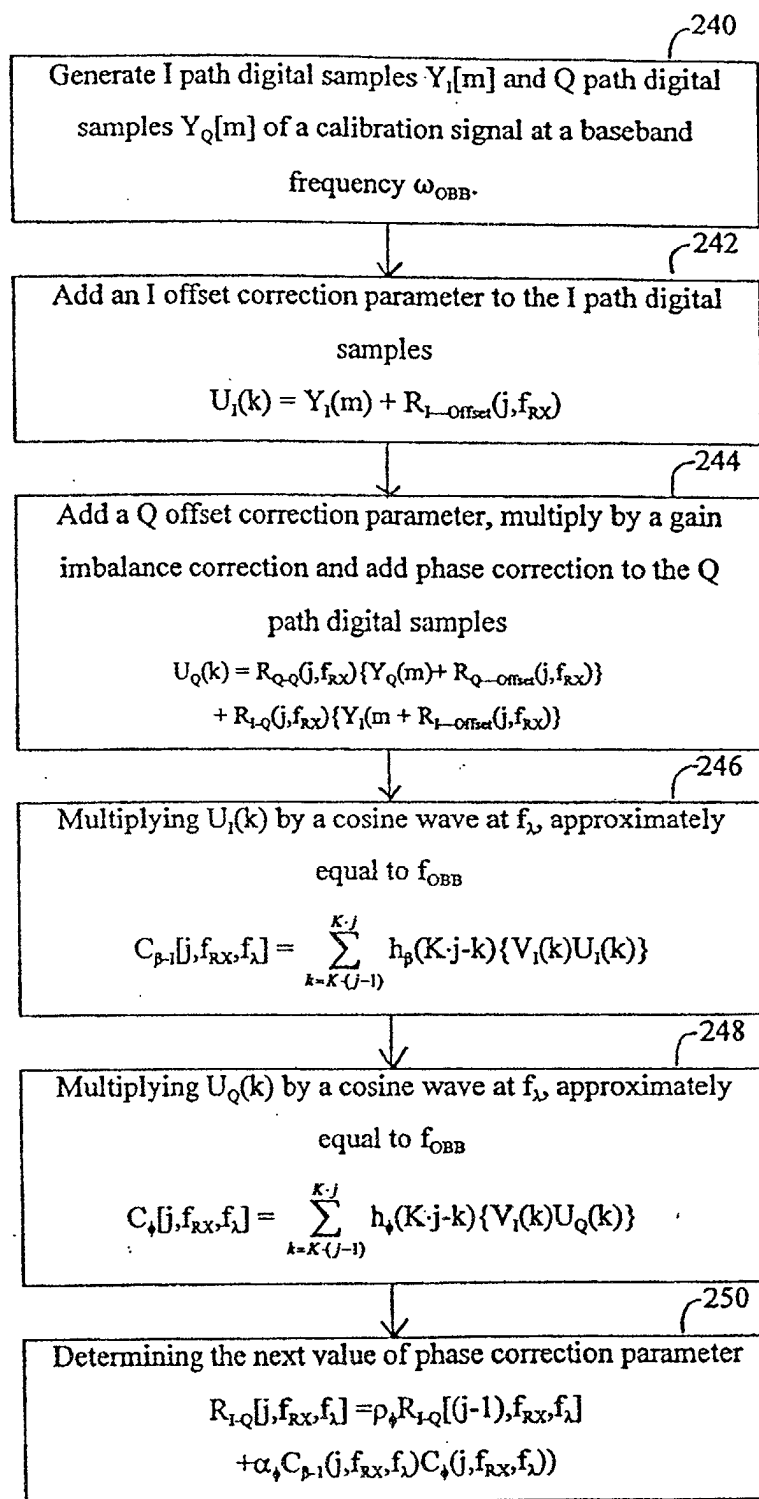 240
Generate I path digital samples Y_I[m] and Q path digital
samples Y_Q[m] of a calibration signal at a baseband
frequency ω_OBB.
242
Add an I offset correction parameter to the I path digital
samples
U_I(k) = Y_I(m) + R_I—Offset(j,f_RX)
244
Add a Q offset correction parameter, multiply by a gain
imbalance correction and add phase correction to the Q
path digital samples
U_Q(k) = R_Q-Q(j,f_RX){Y_Q(m)+ R_Q—Offset(j,f_RX)}
+ R_I-Q(j,f_RX){Y_I(m + R_I—Offset(j,f_RX)}
246
Multiplying U_I(k) by a cosine wave at f_λ, approximately
equal to f_OBB
C_β-1[j,f_RX,f_λ] = ∑_{k=K·(j−1)}^{K·j} h_β(K·j-k){V_I(k)U_I(k)}
248
Multiplying U_Q(k) by a cosine wave at f_λ, approximately
equal to f_OBB
C_ϕ[j,f_RX,f_λ] = ∑_{k=K·(j−1)}^{K·j} h_ϕ(K·j-k){V_I(k)U_Q(k)}
250
Determining the next value of phase correction parameter
R_I-Q[j,f_RX,f_λ] =ρ_ϕR_I-Q[(j-1),f_RX,f_λ]
+α_ϕC_β-1(j,f_RX,f_λ)C_ϕ(j,f_RX,f_λ))